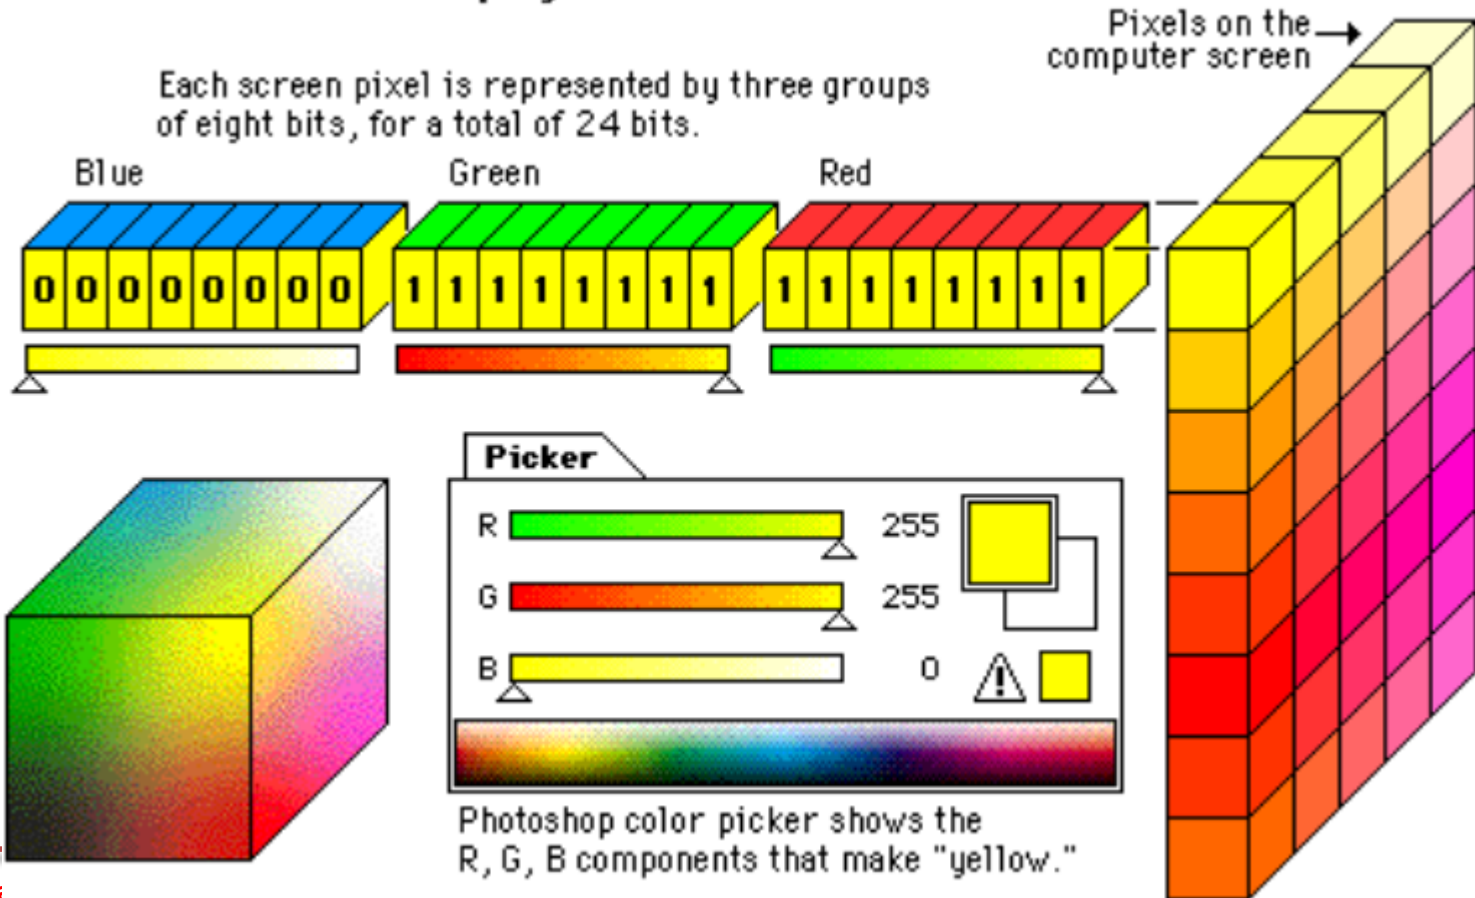 Pixels on the
computer screen
Each screen pixel is represented by three groups
of eight bits, for a total of 24 bits.
Blue Green Red
0 0 0 0 0 0 0 0 1 1 1 1 1 1 1 1 1 1 1 1 1 1 1 1
Picker
R 255
G 255
B 0
Photoshop color picker shows the
R, G, B components that make "yellow."